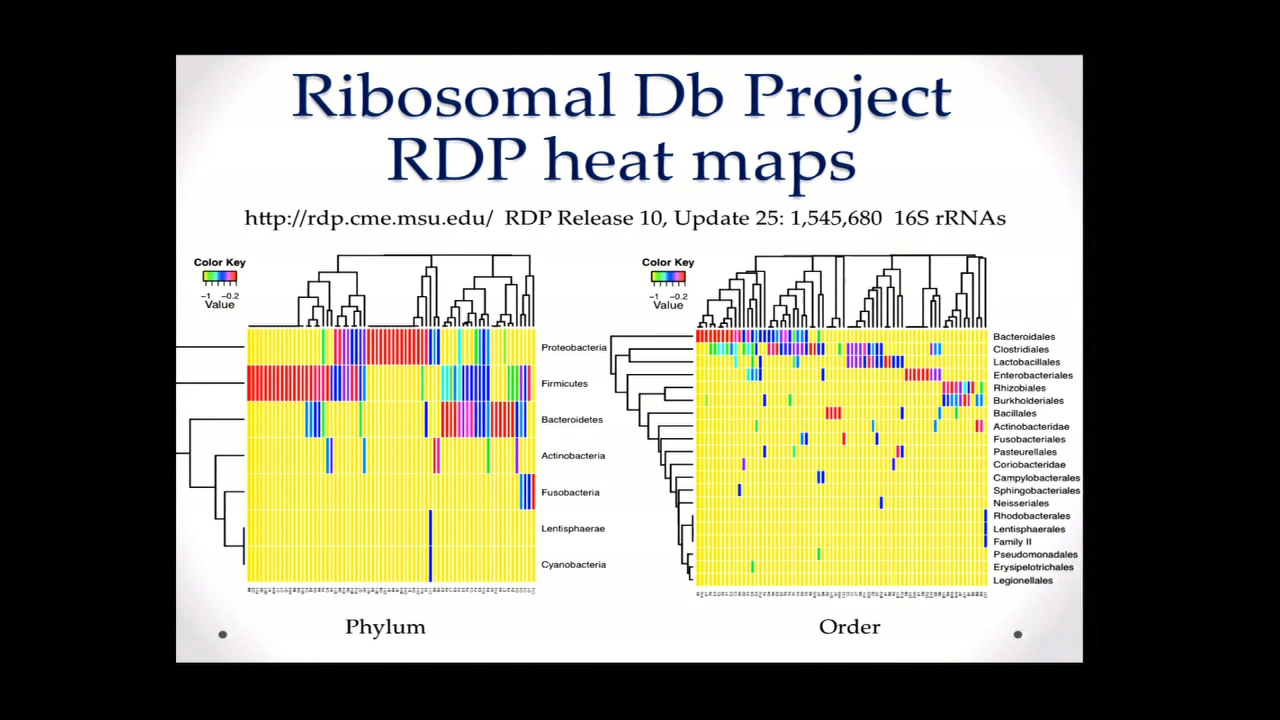 Ribosomal Db Project
RDP heat maps
http://rdp.cme.msu.edu/ RDP Release 10, Update 25: 1,545,680 16S rRNAs
Color Key
−1 −0.2
Value
Proteobacteria
Firmicutes
Bacteroidetes
Actinobacteria
Fusobacteria
Lentisphaerae
Cyanobacteria
Phylum
Color Key
−1 −0.2
Value
Bacteroidales
Clostridiales
Lactobacillales
Enterobacteriales
Rhizobiales
Burkholderiales
Bacillales
Actinobacteridae
Fusobacteriales
Pasteurellales
Coriobacteridae
Campylobacterales
Sphingobacteriales
Neisseriales
Rhodobacterales
Lentisphaerales
Family II
Pseudomonadales
Erysipelotrichales
Legionellales
Order